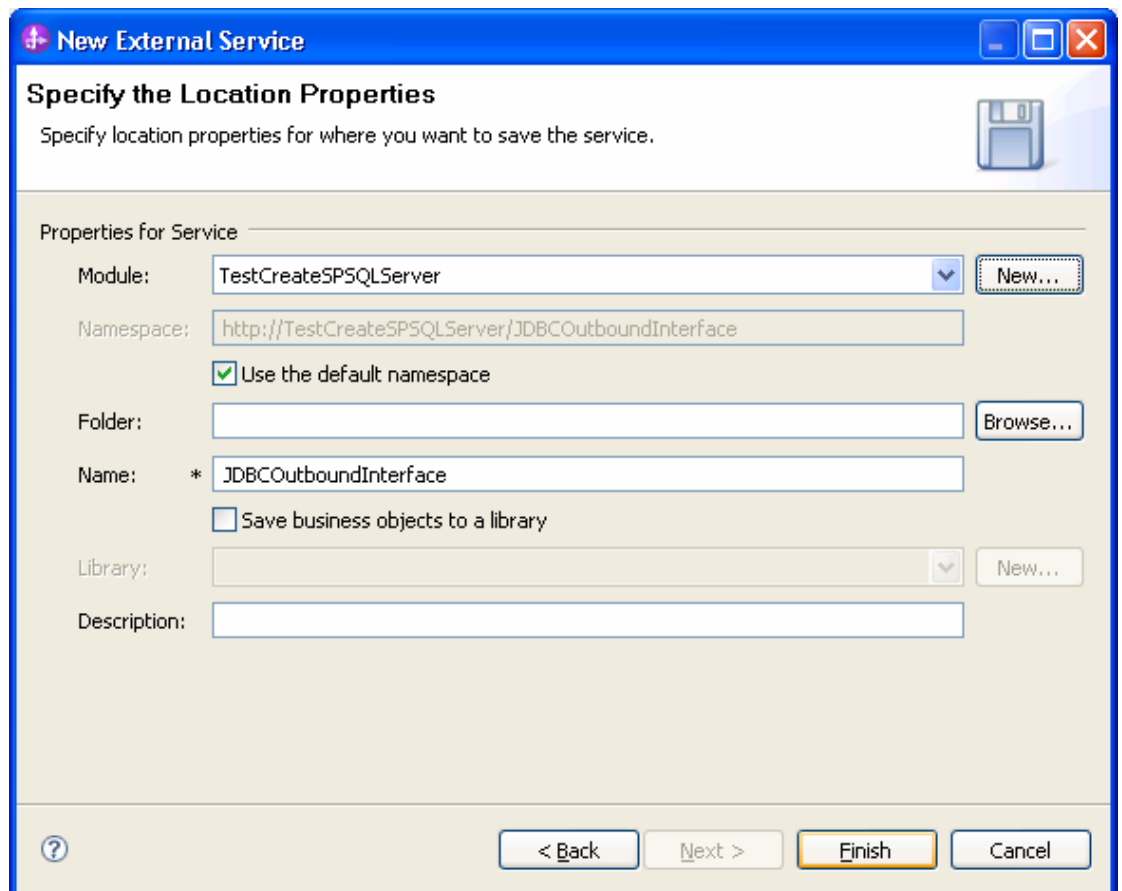 New External Service
Specify the Location Properties
Specify location properties for where you want to save the service.
Properties for Service
Module: TestCreateSPSQLServer New...
Namespace: http://TestCreateSPSQLServer/JDBCOutboundInterface
Use the default namespace
Folder: Browse...
Name: * JDBCOutboundInterface
Save business objects to a library
Library: New...
Description:
? < Back Next > Finish Cancel